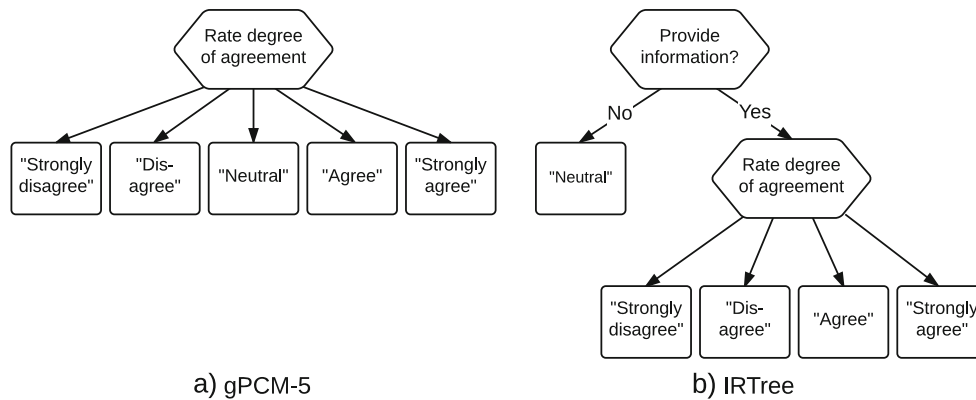 Rate degree
of agreement
"Strongly
disagree"
"Dis-
agree"
"Neutral"
"Agree"
"Strongly
agree"
a) gPCM-5
Provide
information?
No
Yes
"Neutral"
Rate degree
of agreement
"Strongly
disagree"
"Dis-
agree"
"Agree"
"Strongly
agree"
b) IRTree